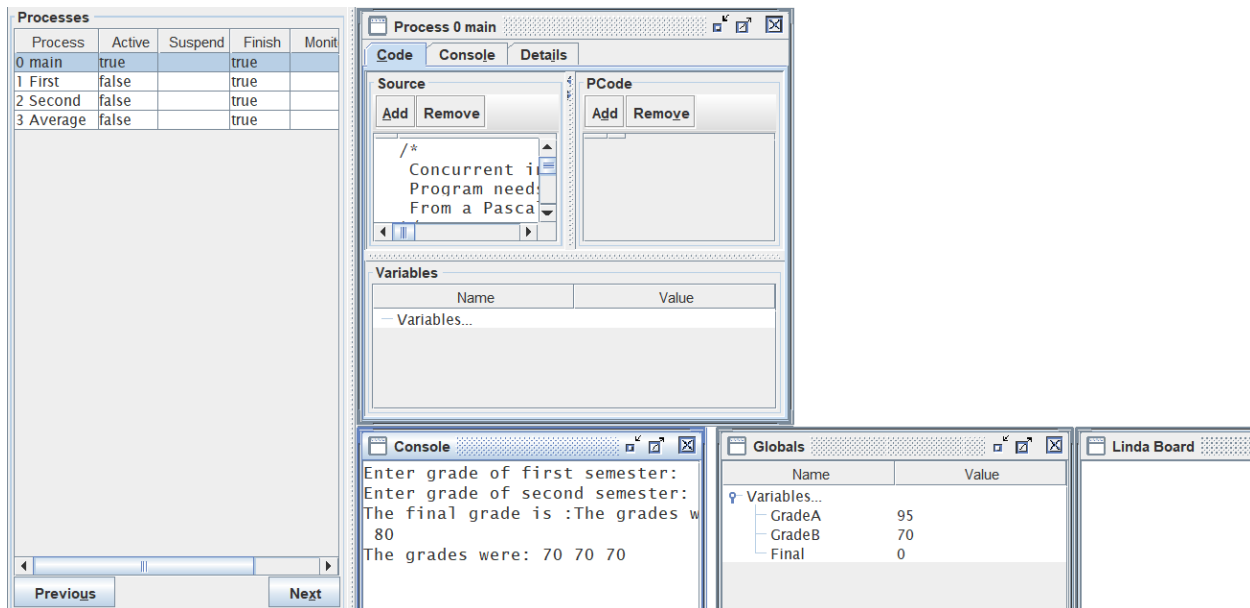 Processes
Process Active Suspend Finish Monit
0 main true true
1 First false true
2 Second false true
3 Average false true
Previous Next
Process 0 main
Code Console Details
Source
Add Remove
/*
Concurrent i
Program need
From a Pasca
PCode
Add Remove
Variables
Name Value
Variables...
Console
Enter grade of first semester:
Enter grade of second semester:
The final grade is :The grades w
80
The grades were: 70 70 70
Globals
Name Value
Variables...
GradeA 95
GradeB 70
Final 0
Linda Board